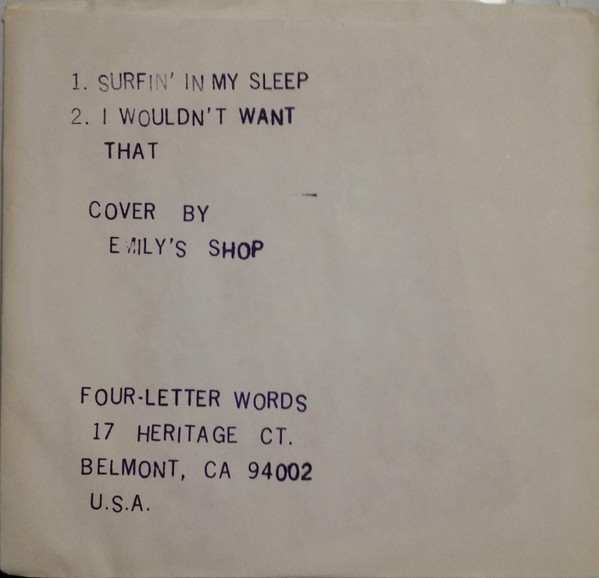 1. SURFIN' IN MY SLEEP
2. I WOULDN'T WANT
THAT
COVER BY
EMILY'S SHOP
FOUR-LETTER WORDS
17 HERITAGE CT.
BELMONT, CA 94002
U.S.A.